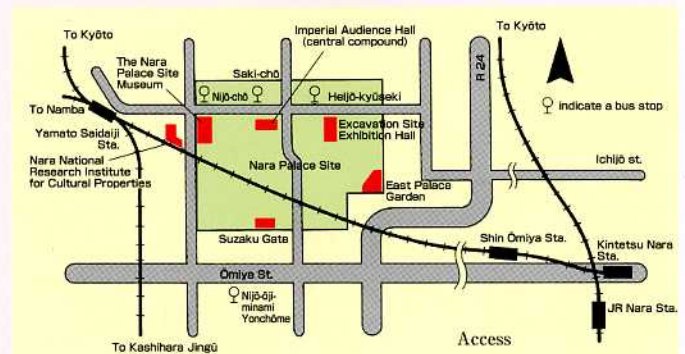 To Kyōto
The Nara
Palace Site
Museum
Imperial Audience Hall
(central compound)
To Kyōto
Saki-chō
R 24
Nijō-chō
Heijō-kyūseki
indicate a bus stop
To Namba
Yamato Saidaiji
Sta.
Excavation Site
Exhibition Hall
Ichijō st.
Nara National
Research Institute
for Cultural Properties
Nara Palace Site
East Palace
Garden
Suzaku Gate
Shin Ōmiya Sta.
Kintetsu Nara
Sta.
Ōmiya St.
Nijō-ōji-
minami
Yonchōme
JR Nara Sta.
Access
To Kashihara Jingū